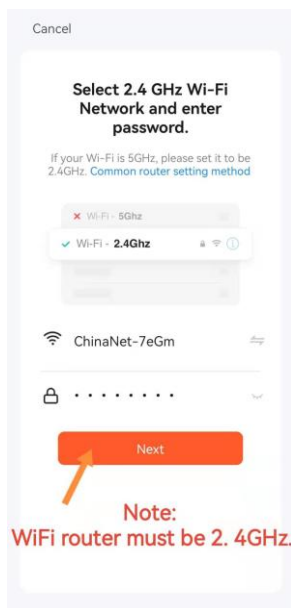 Cancel
Select 2.4 GHz Wi-Fi
Network and enter
password.
If your Wi-Fi is 5GHz, please set it to be
2.4GHz. Common router setting method
Wi-Fi - 5Ghz
Wi-Fi - 2.4Ghz
ChinaNet-7eGm
Next
Note:
WiFi router must be 2. 4GHz.